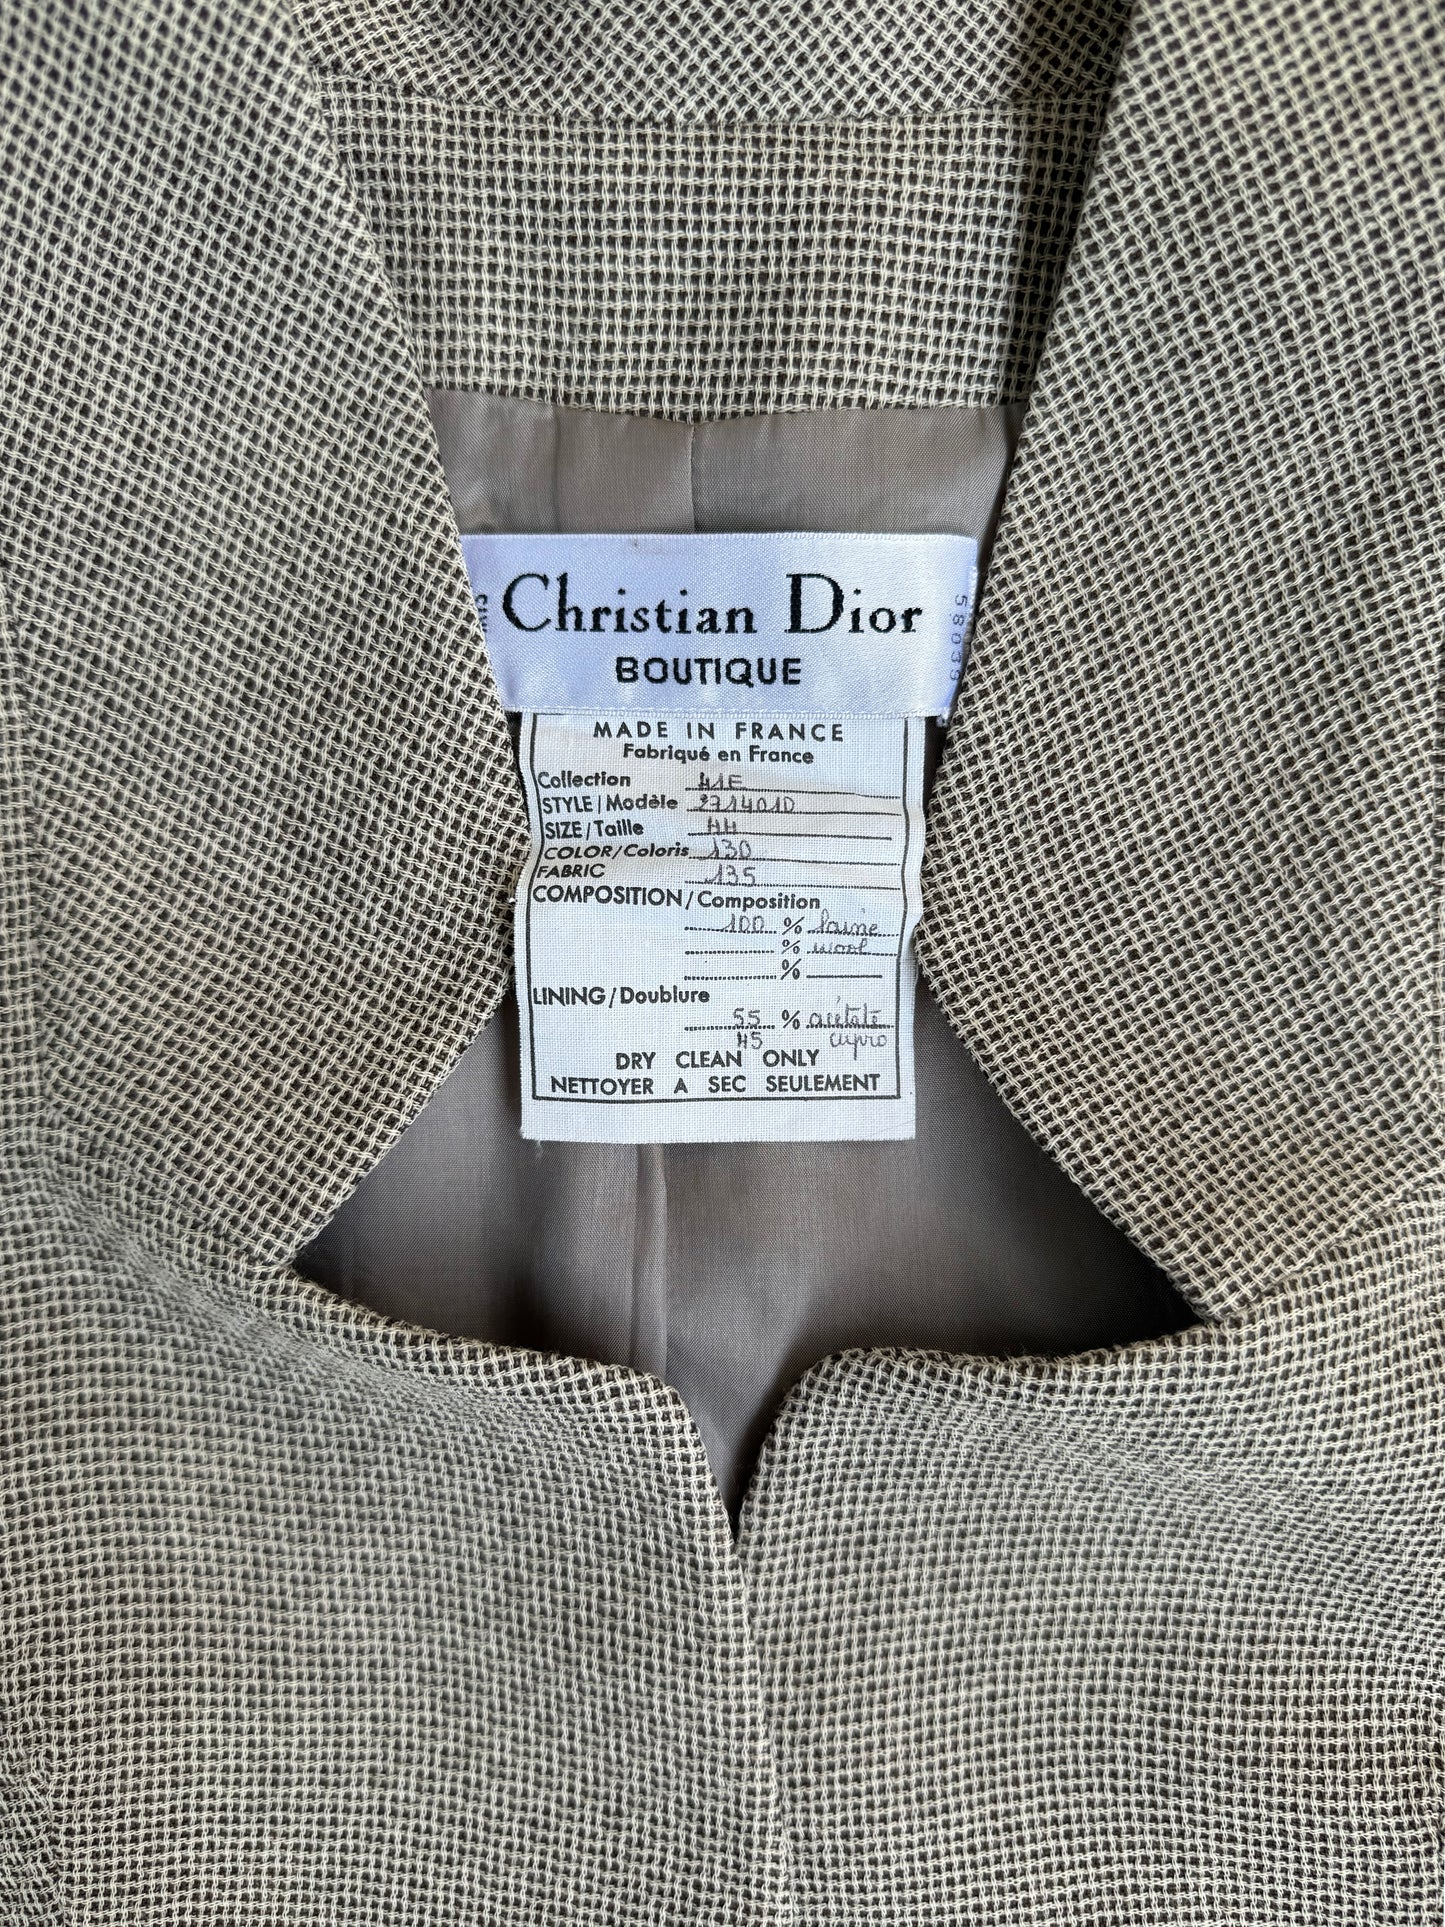 Christian Dior
BOUTIQUE
58039
MADE IN FRANCE
Fabriqué en France
Collection 41E
STYLE/Modèle 2714010
SIZE/Taille 44
COLOR/Coloris 130
FABRIC 135
COMPOSITION/Composition
100 % laine
% wool
%
LINING/Doublure
55 % acétate
45 cupro
DRY CLEAN ONLY
NETTOYER A SEC SEULEMENT